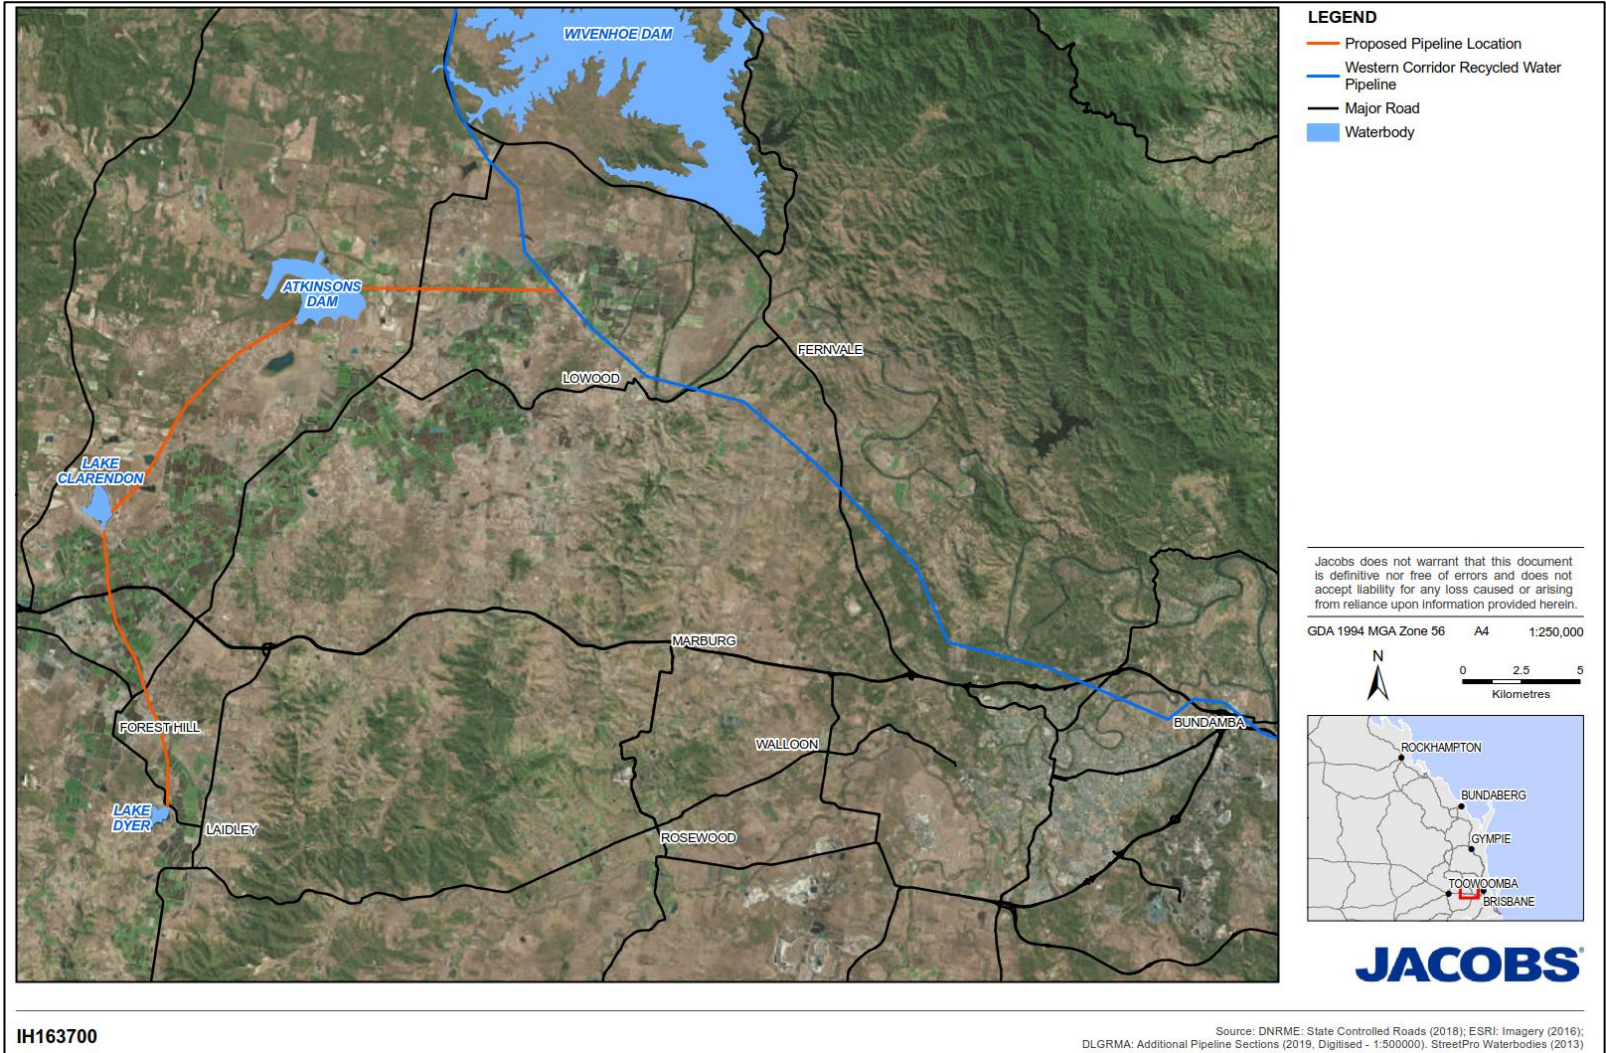 WIVENHOE DAM
ATKINSONS
DAM
FERNVALE
LOWOOD
LAKE
CLARENDON
MARBURG
FOREST HILL
BUNDAMBA
WALLOON
LAKE
DYER
LAIDLEY
ROSEWOOD
LEGEND
Proposed Pipeline Location
Western Corridor Recycled Water
Pipeline
Major Road
Waterbody
Jacobs does not warrant that this document
is definitive nor free of errors and does not
accept liability for any loss caused or arising
from reliance upon information provided herein.
GDA 1994 MGA Zone 56 A4 1:250,000
N
0 2.5 5
Kilometres
ROCKHAMPTON
BUNDABERG
GYMPIE
TOOWOOMBA
BRISBANE
JACOBS®
IH163700
Source: DNRME: State Controlled Roads (2018); ESRI: Imagery (2016);
DLGRMA: Additional Pipeline Sections (2019, Digitised - 1:500000). StreetPro Waterbodies (2013)